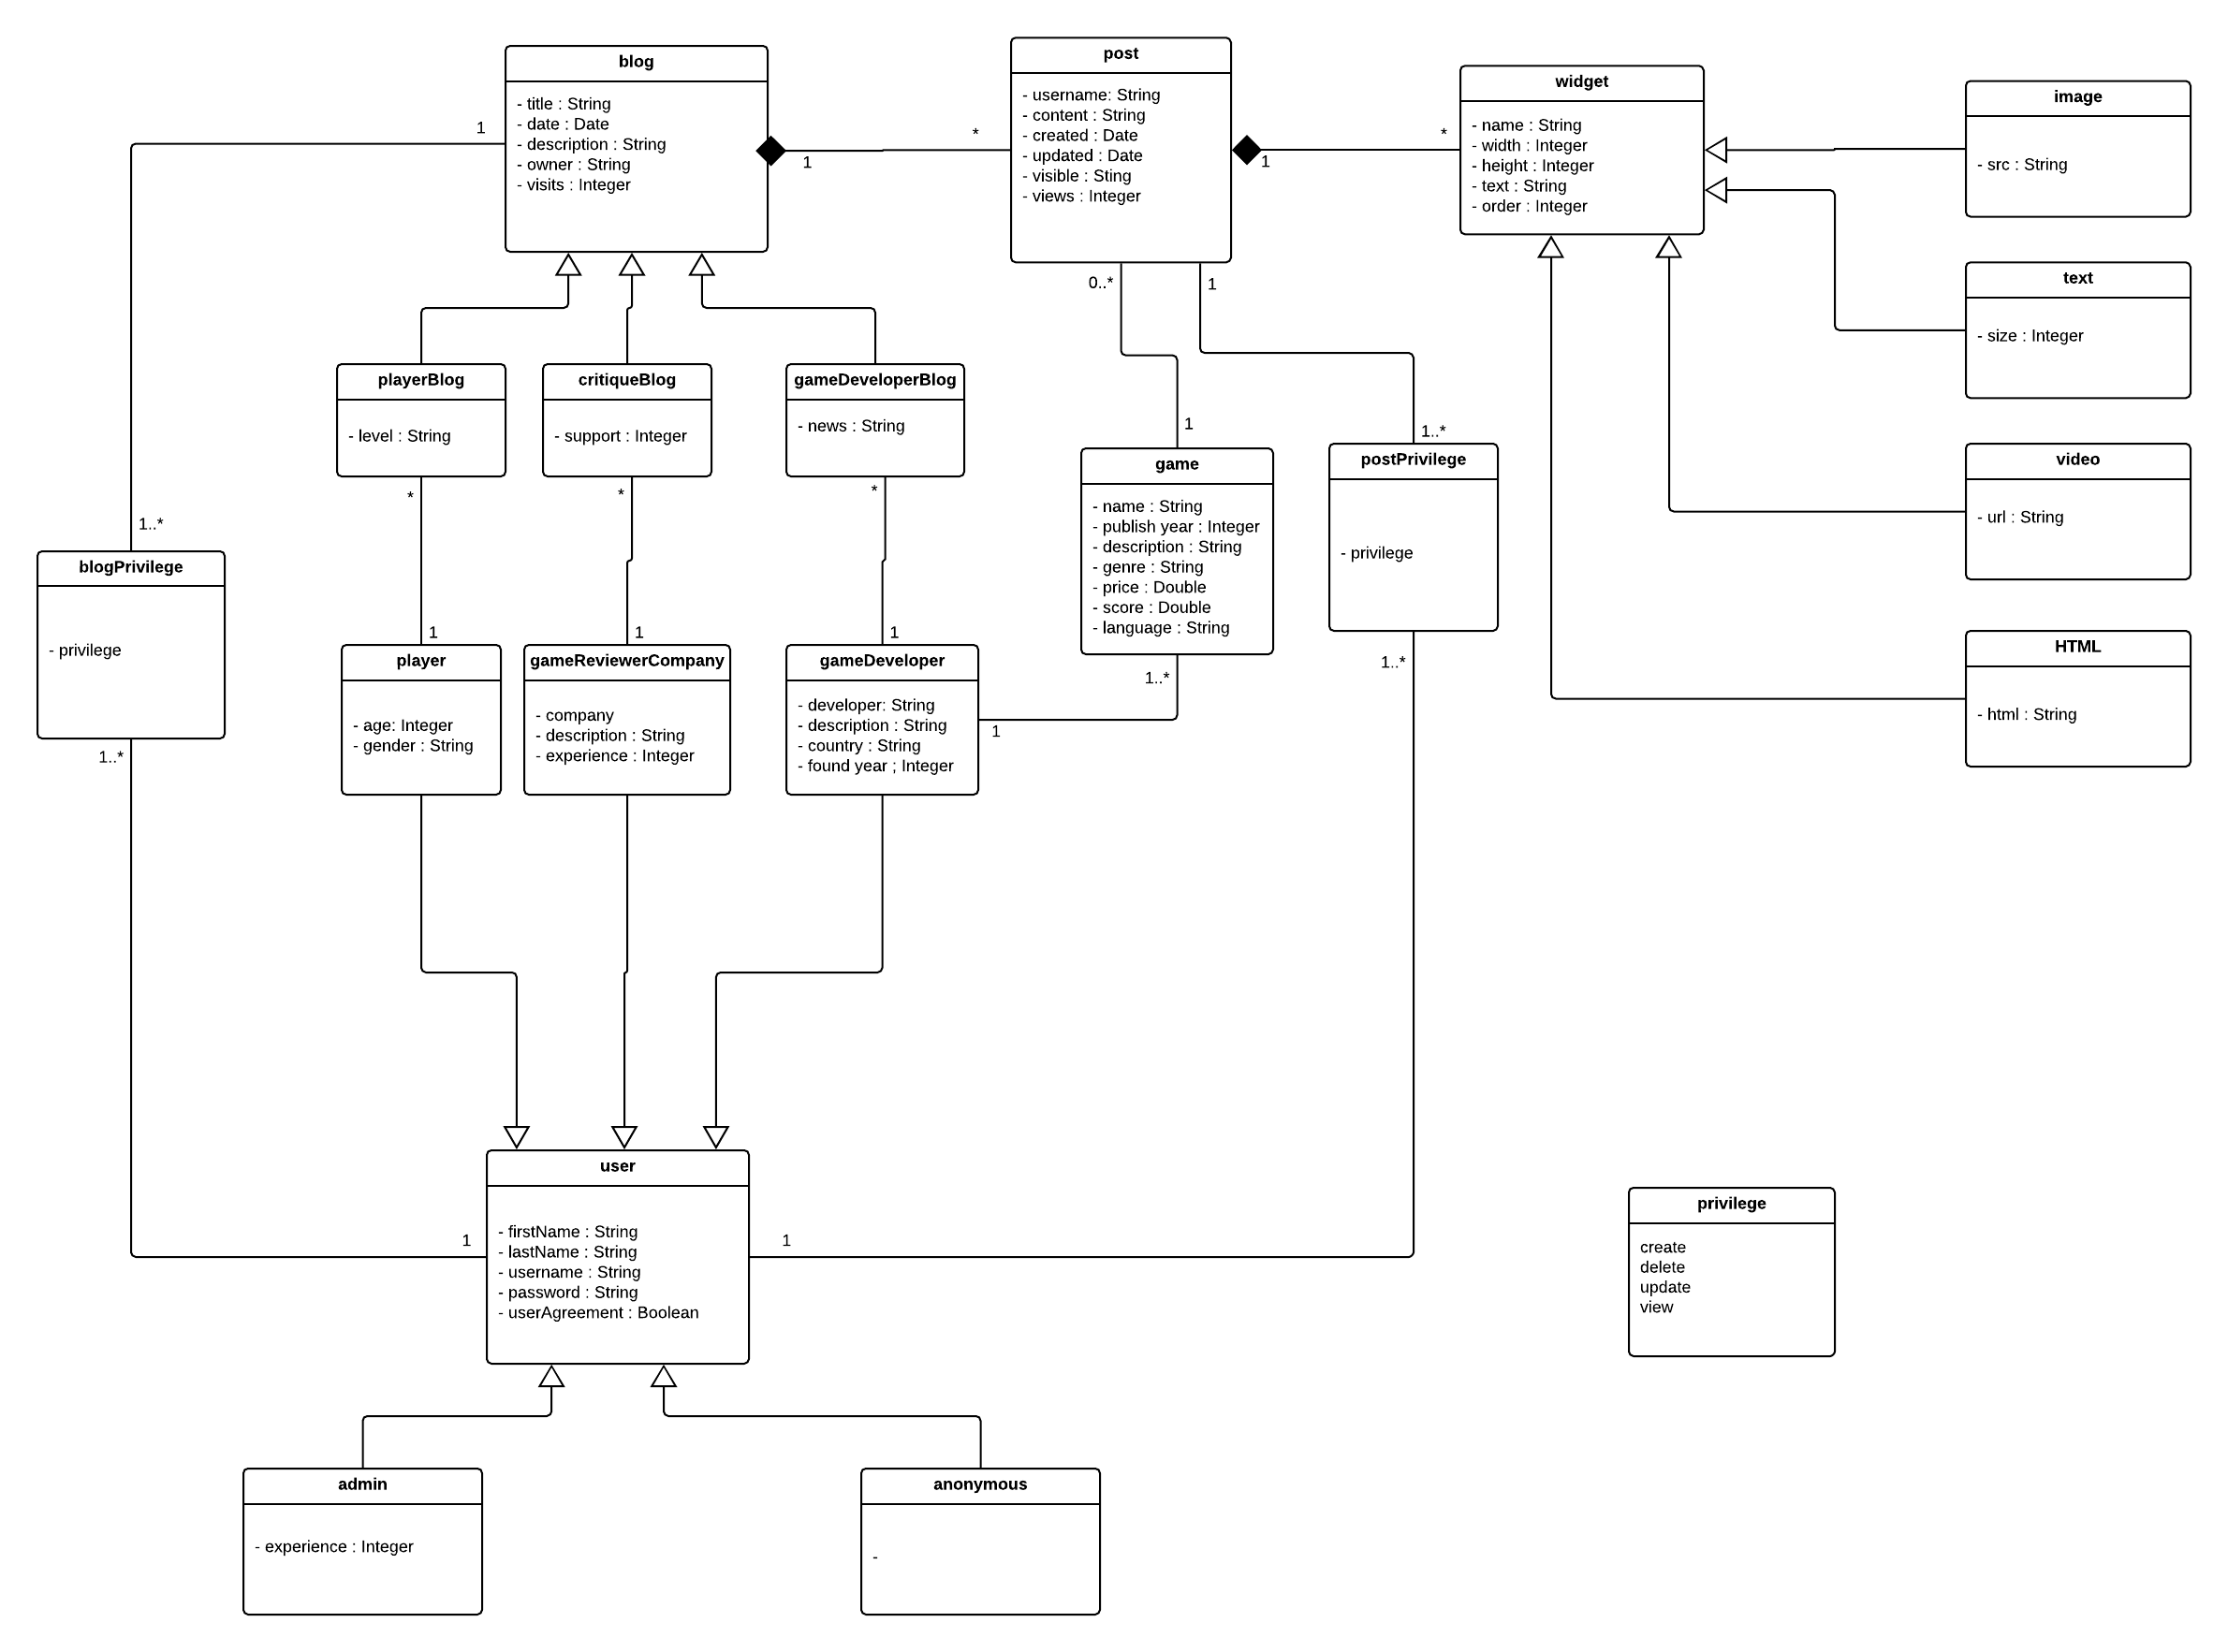 blog
- title : String
- date : Date
- description : String
- owner : String
- visits : Integer
1
1
*
post
- username: String
- content : String
- created : Date
- updated : Date
- visible : Sting
- views : Integer
1
*
0..*
1
widget
- name : String
- width : Integer
- height : Integer
- text : String
- order : Integer
image
- src : String
text
- size : Integer
video
- url : String
HTML
- html : String
playerBlog
- level : String
*
critiqueBlog
- support : Integer
*
gameDeveloperBlog
- news : String
*
1
game
- name : String
- publish year : Integer
- description : String
- genre : String
- price : Double
- score : Double
- language : String
1..*
1..*
postPrivilege
- privilege
1..*
1..*
blogPrivilege
- privilege
1..*
1
player
- age: Integer
- gender : String
1
gameReviewerCompany
- company
- description : String
- experience : Integer
1
gameDeveloper
- developer: String
- description : String
- country : String
- found year ; Integer
1
1
1
user
- firstName : String
- lastName : String
- username : String
- password : String
- userAgreement : Boolean
privilege
create
delete
update
view
admin
- experience : Integer
anonymous
-